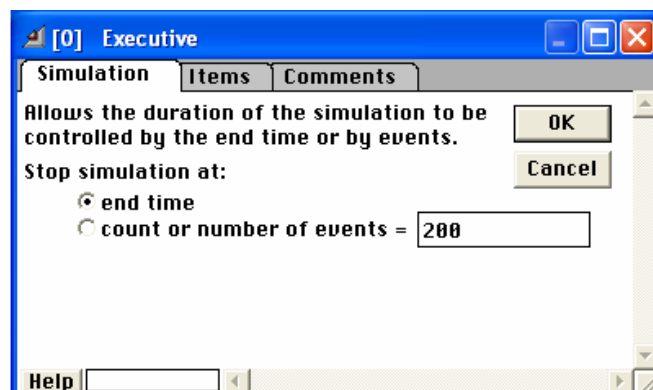 [0] Executive
Simulation Items Comments
Allows the duration of the simulation to be
controlled by the end time or by events.
OK
Cancel
Stop simulation at:
end time
count or number of events = 200
Help